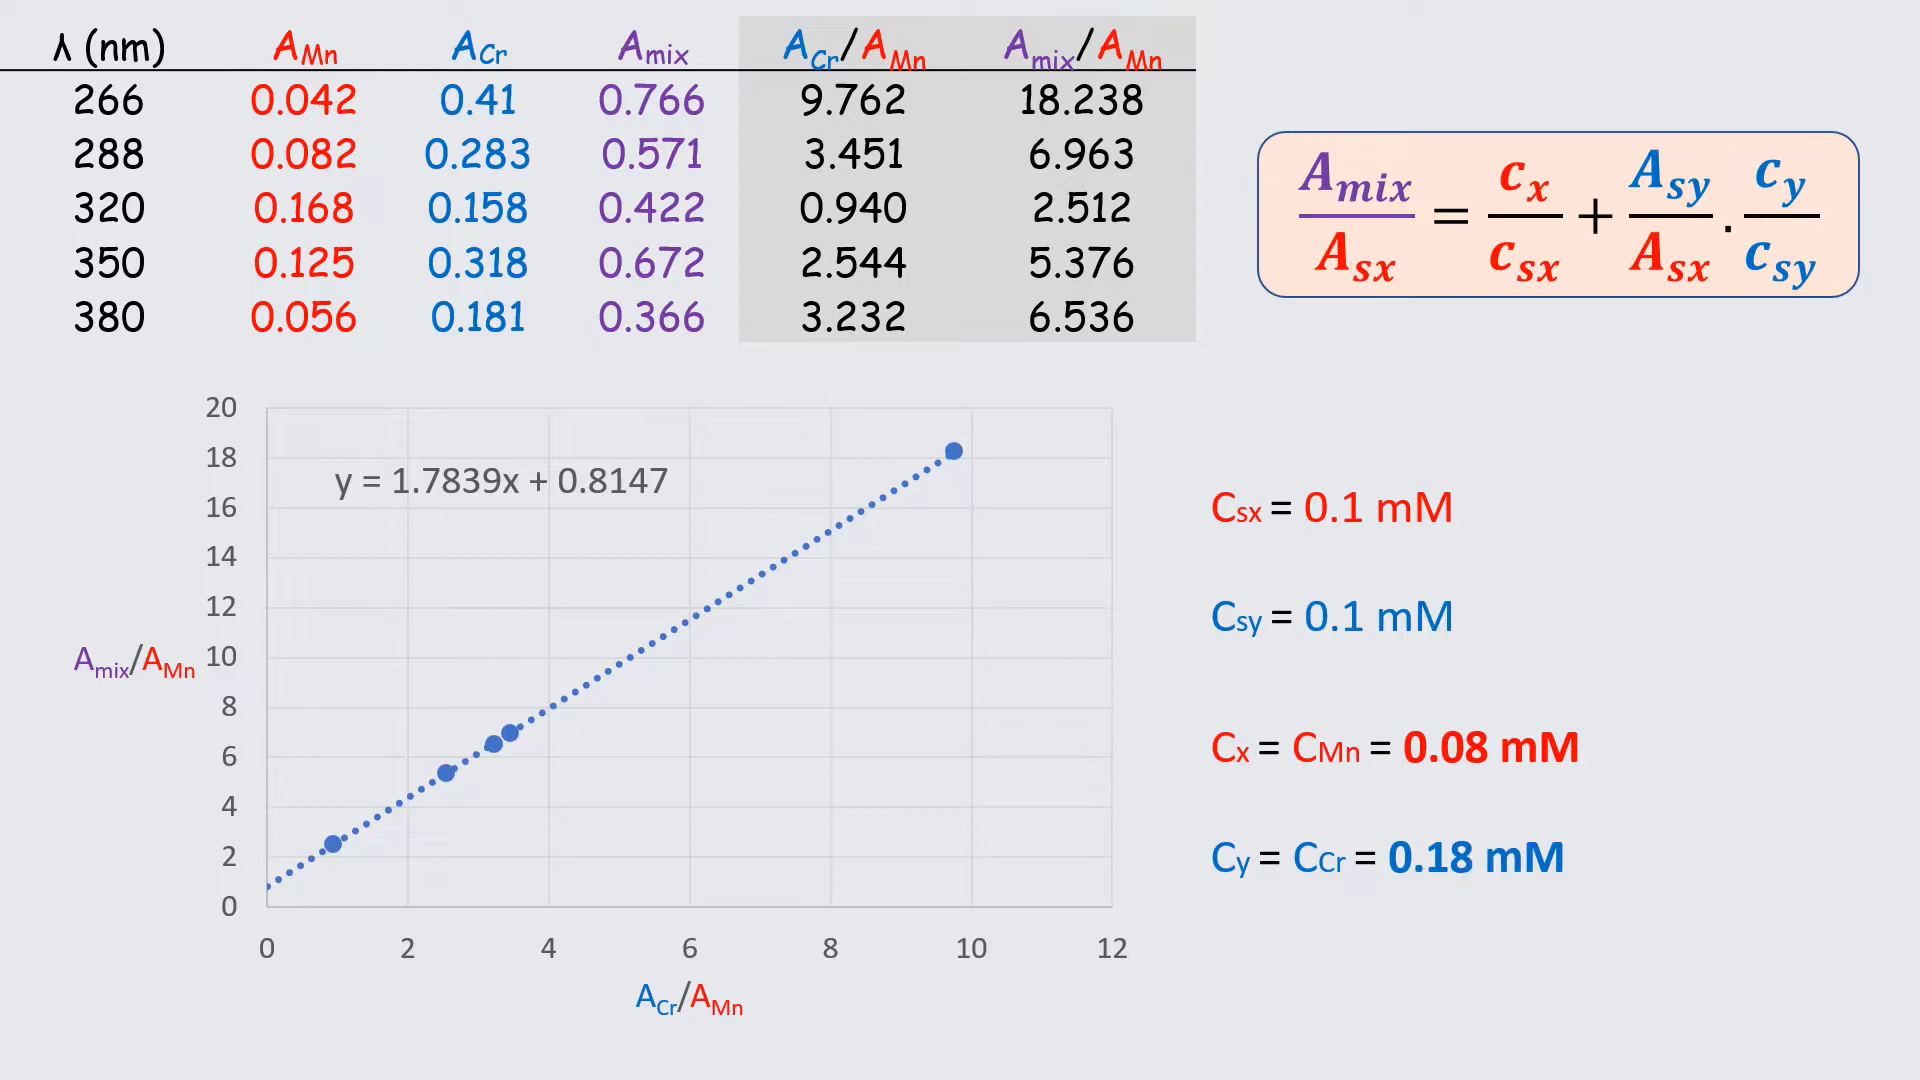 λ (nm) AMn ACr Amix ACr/AMn Amix/AMn
266 0.042 0.41 0.766 9.762 18.238
288 0.082 0.283 0.571 3.451 6.963
320 0.168 0.158 0.422 0.940 2.512
350 0.125 0.318 0.672 2.544 5.376
380 0.056 0.181 0.366 3.232 6.536
Amix/Asx = cx/csx + Asy/Asx . cy/csy
y = 1.7839x + 0.8147
20
18
16
14
12
10
8
6
4
2
0
Amix/AMn
0 2 4 6 8 10 12
ACr/AMn
Csx = 0.1 mM
Csy = 0.1 mM
Cx = CMn = 0.08 mM
Cy = CCr = 0.18 mM